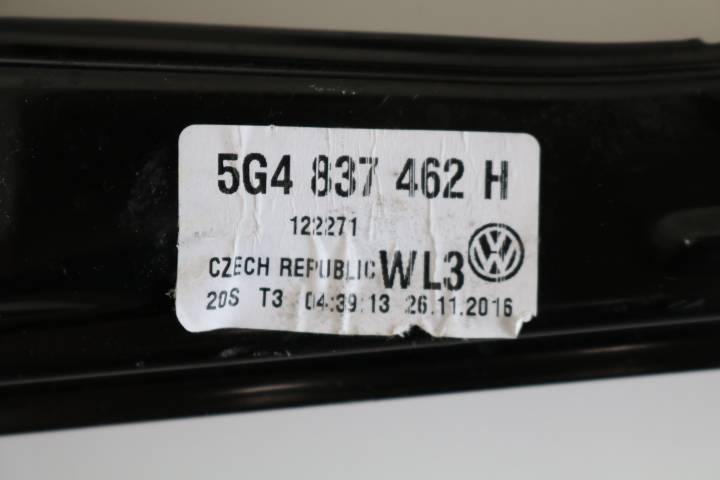 5G4 837 462 H
122271
CZECH REPUBLIC WL3
20S T3 04:39:13 26.11.2016